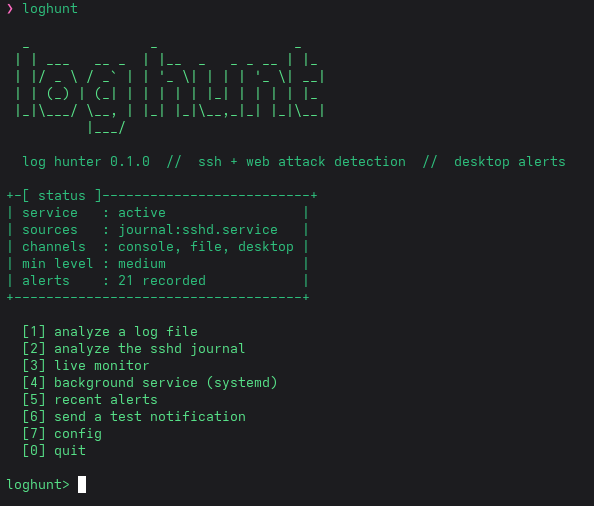 ❯ loghunt
loghunt
log hunter 0.1.0  //  ssh + web attack detection  //  desktop alerts
+-[ status ]--------------------------+
| service   : active                 |
| sources   : journal:sshd.service   |
| channels  : console, file, desktop |
| min level : medium                 |
| alerts    : 21 recorded            |
+------------------------------------+
[1] analyze a log file
[2] analyze the sshd journal
[3] live monitor
[4] background service (systemd)
[5] recent alerts
[6] send a test notification
[7] config
[0] quit
loghunt>